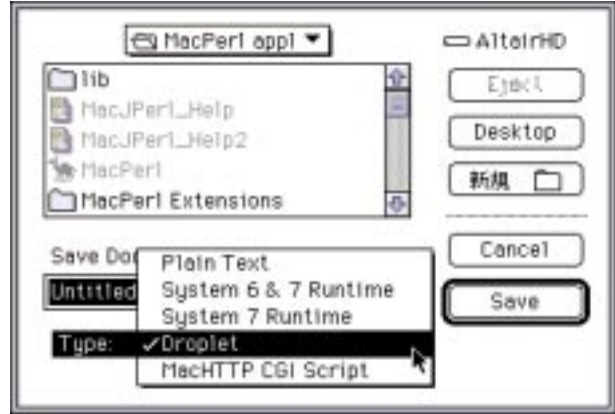 MacPerl appl ▼
AltairHD
lib
MacJPerl_Help
MacJPerl_Help2
MacPerl
MacPerl Extensions
Eject
Desktop
新規
Save Do
Untitled
Type:
Plain Text
System 6 & 7 Runtime
System 7 Runtime
✓Droplet
MacHTTP CGI Script
Cancel
Save